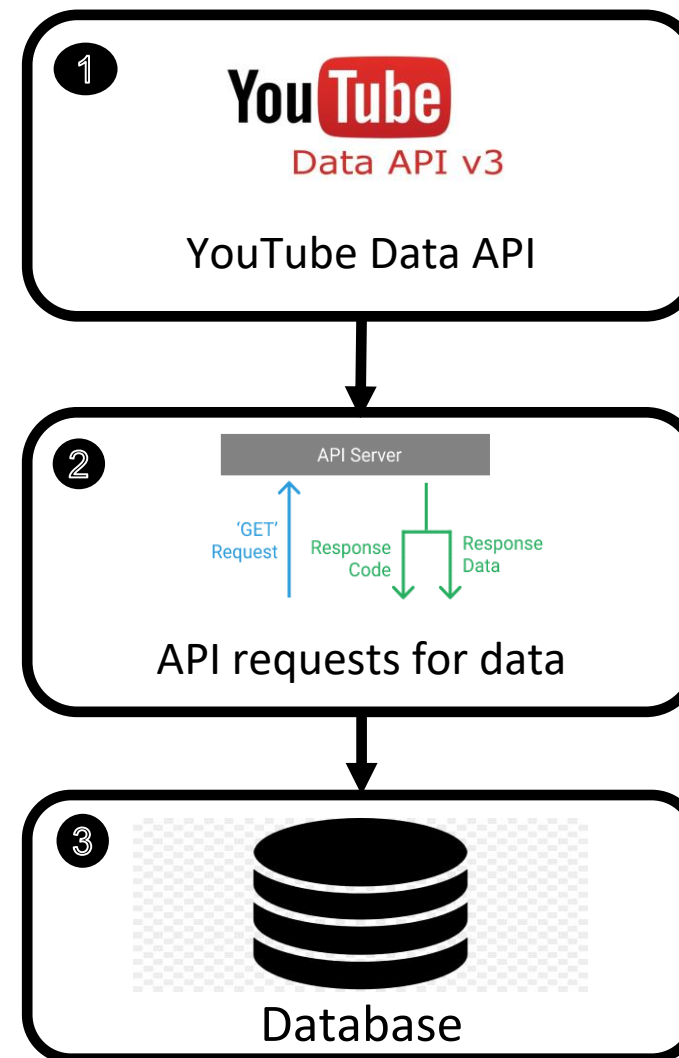 1
YouTube
Data API v3
YouTube Data API
2
API Server
'GET'
Request
Response
Code
Response
Data
API requests for data
3
Database